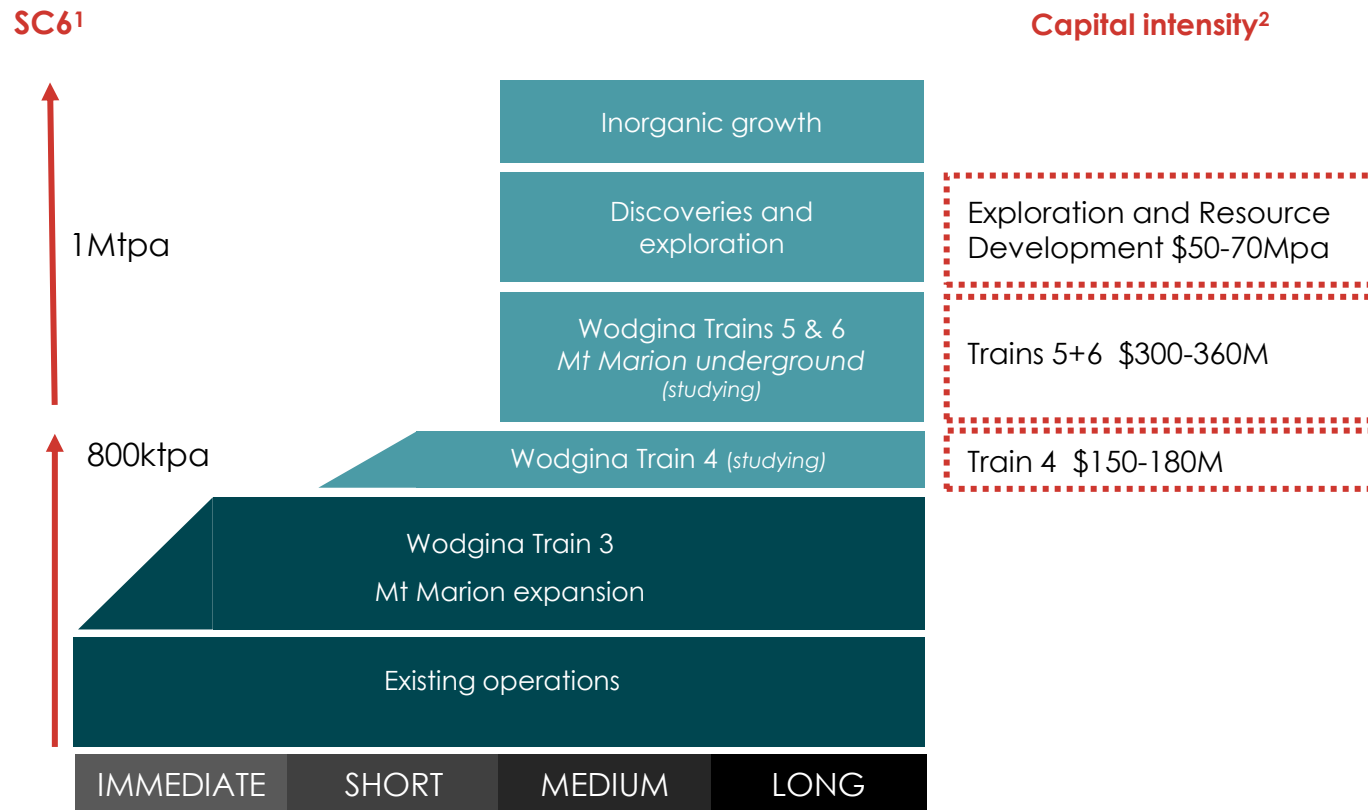 SC6¹
Capital intensity²
Inorganic growth
Discoveries and
exploration
Exploration and Resource
Development $50-70Mpa
1Mtpa
Wodgina Trains 5 & 6
Mt Marion underground
(studying)
Trains 5+6 $300-360M
800ktpa
Wodgina Train 4 (studying)
Train 4 $150-180M
Wodgina Train 3
Mt Marion expansion
Existing operations
IMMEDIATE SHORT MEDIUM LONG